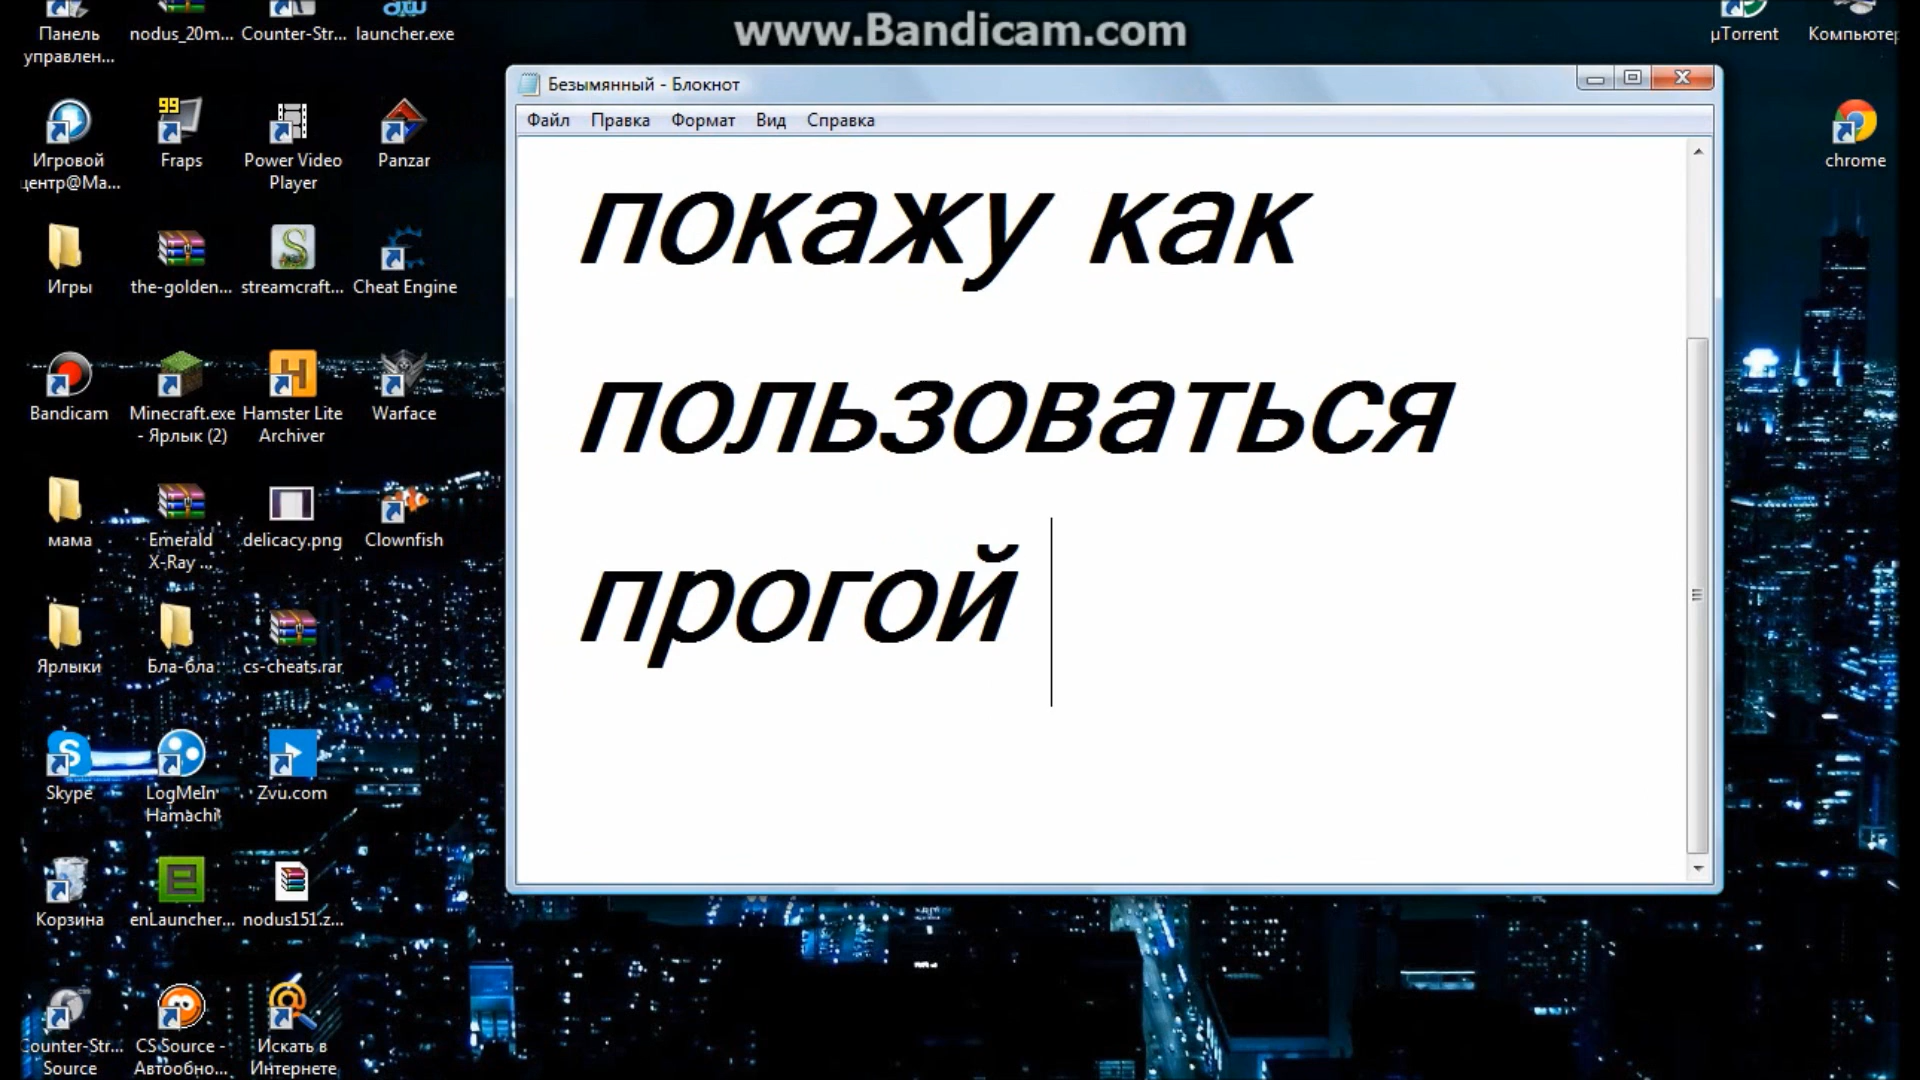 www.Bandicam.com
Панель управлен...
nodus_20m...
Counter-Str...
launcher.exe
µTorrent
Компьютер
Безымянный - Блокнот
Файл Правка Формат Вид Справка
покажу как
пользоваться
прогой
Игровой центр@Ма...
99
Fraps
Power Video Player
Panzar
chrome
Игры
the-golden...
streamcraft...
Cheat Engine
Bandicam
Minecraft.exe - Ярлык (2)
Hamster Lite Archiver
Warface
мама
Emerald X-Ray ...
delicacy.png
Clownfish
Ярлыки
Бла-бла
cs-cheats.rar
Skype
LogMeIn Hamachi
Zvu.com
Корзина
enLauncher...
nodus151.z...
Counter-Str... Source
CS Source - Автообно...
Искать в Интернете